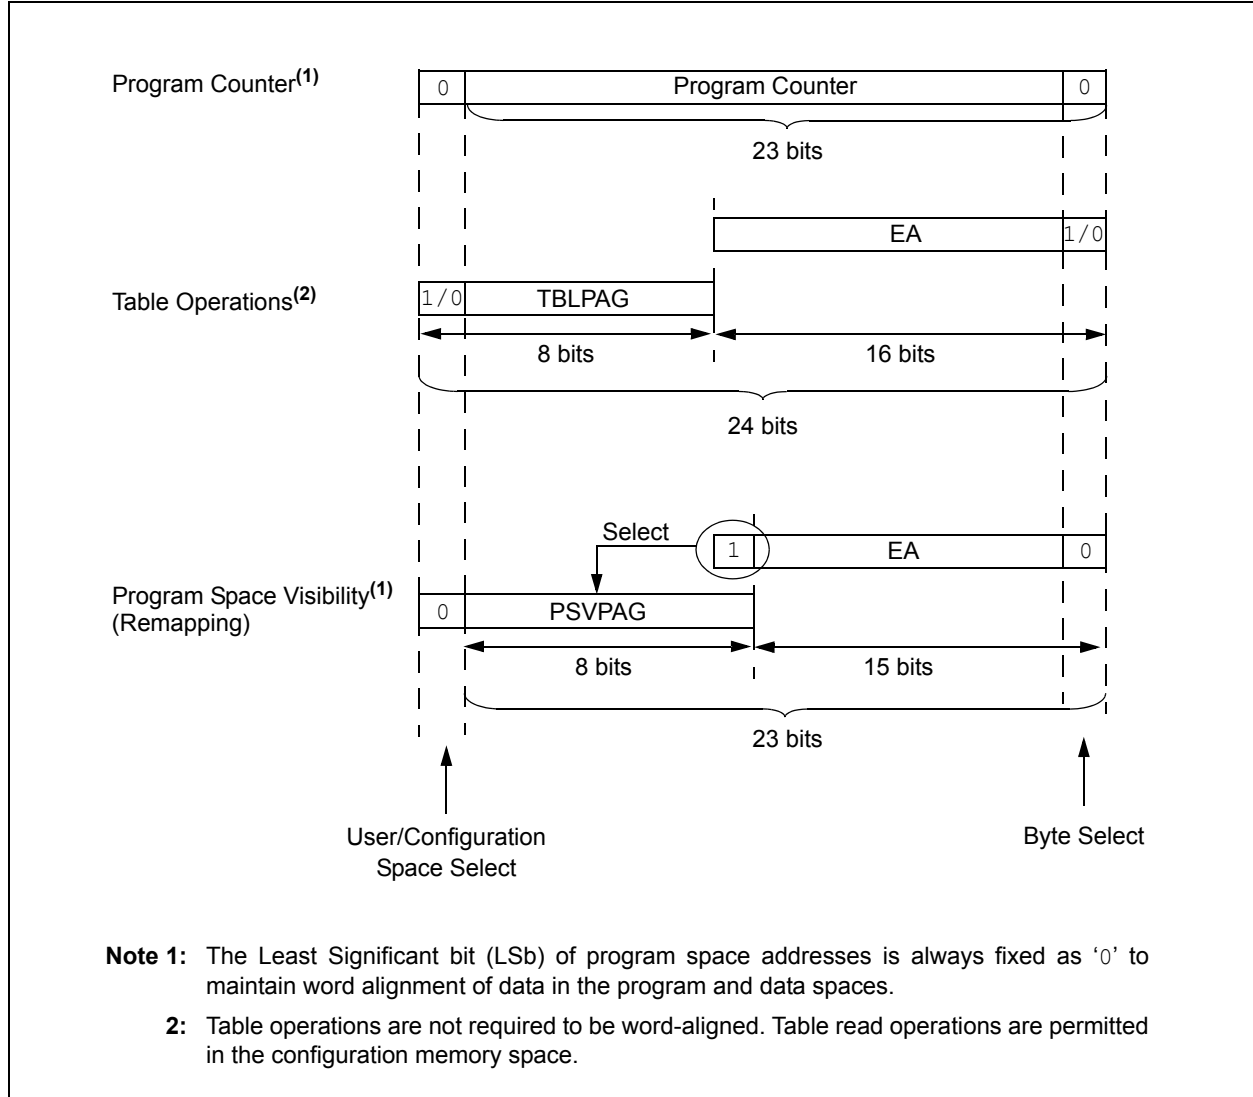 Program Counter(1)
0 Program Counter 0
23 bits
EA 1/0
Table Operations(2)
1/0 TBLPAG
8 bits 16 bits
24 bits
Select
1 EA 0
Program Space Visibility(1)
(Remapping)
0 PSVPAG
8 bits 15 bits
23 bits
User/Configuration
Space Select
Byte Select
Note 1: The Least Significant bit (LSb) of program space addresses is always fixed as ‘0’ to
maintain word alignment of data in the program and data spaces.
2: Table operations are not required to be word-aligned. Table read operations are permitted
in the configuration memory space.